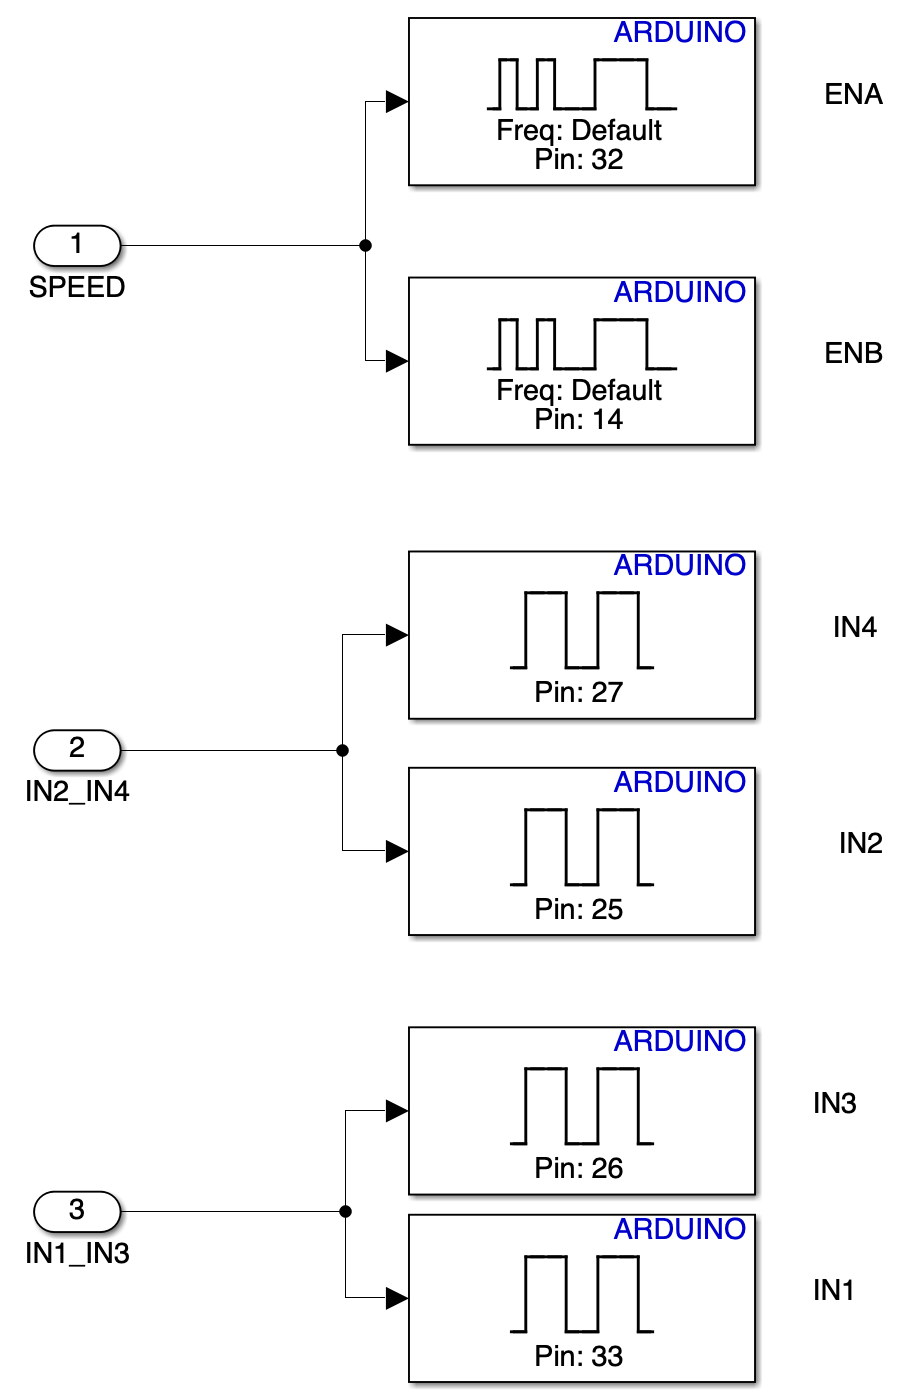 ARDUINO
Freq: Default
Pin: 32
ENA
1
SPEED
ARDUINO
Freq: Default
Pin: 14
ENB
ARDUINO
Pin: 27
IN4
2
IN2_IN4
ARDUINO
Pin: 25
IN2
ARDUINO
Pin: 26
IN3
3
IN1_IN3
ARDUINO
Pin: 33
IN1